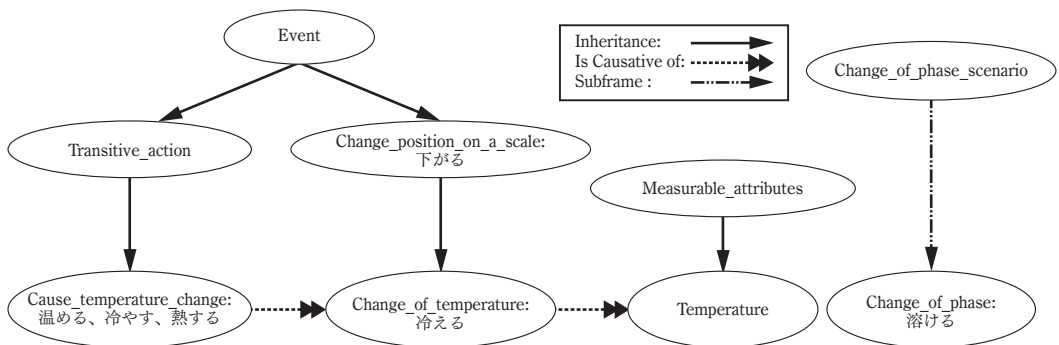 Event
Inheritance:
Is Causative of:
Subframe :
Change_of_phase_scenario
Transitive_action
Change_position_on_a_scale:
下がる
Measurable_attributes
Cause_temperature_change:
温める、冷やす、熱する
Change_of_temperature:
冷える
Temperature
Change_of_phase:
溶ける